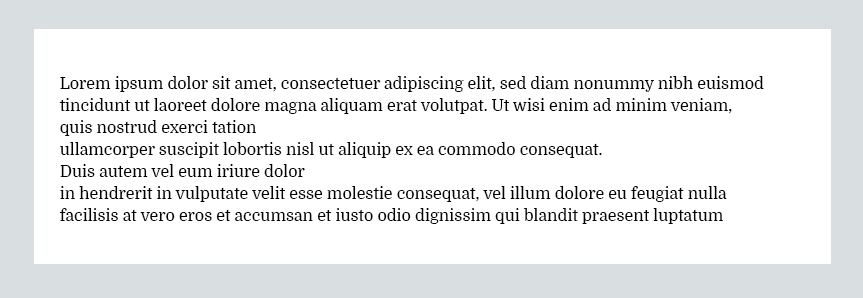 Lorem ipsum dolor sit amet, consectetuer adipiscing elit, sed diam nonummy nibh euismod
tincidunt ut laoreet dolore magna aliquam erat volutpat. Ut wisi enim ad minim veniam,
quis nostrud exerci tation
ullamcorper suscipit lobortis nisl ut aliquip ex ea commodo consequat.
Duis autem vel eum iriure dolor
in hendrerit in vulputate velit esse molestie consequat, vel illum dolore eu feugiat nulla
facilisis at vero eros et accumsan et iusto odio dignissim qui blandit praesent luptatum